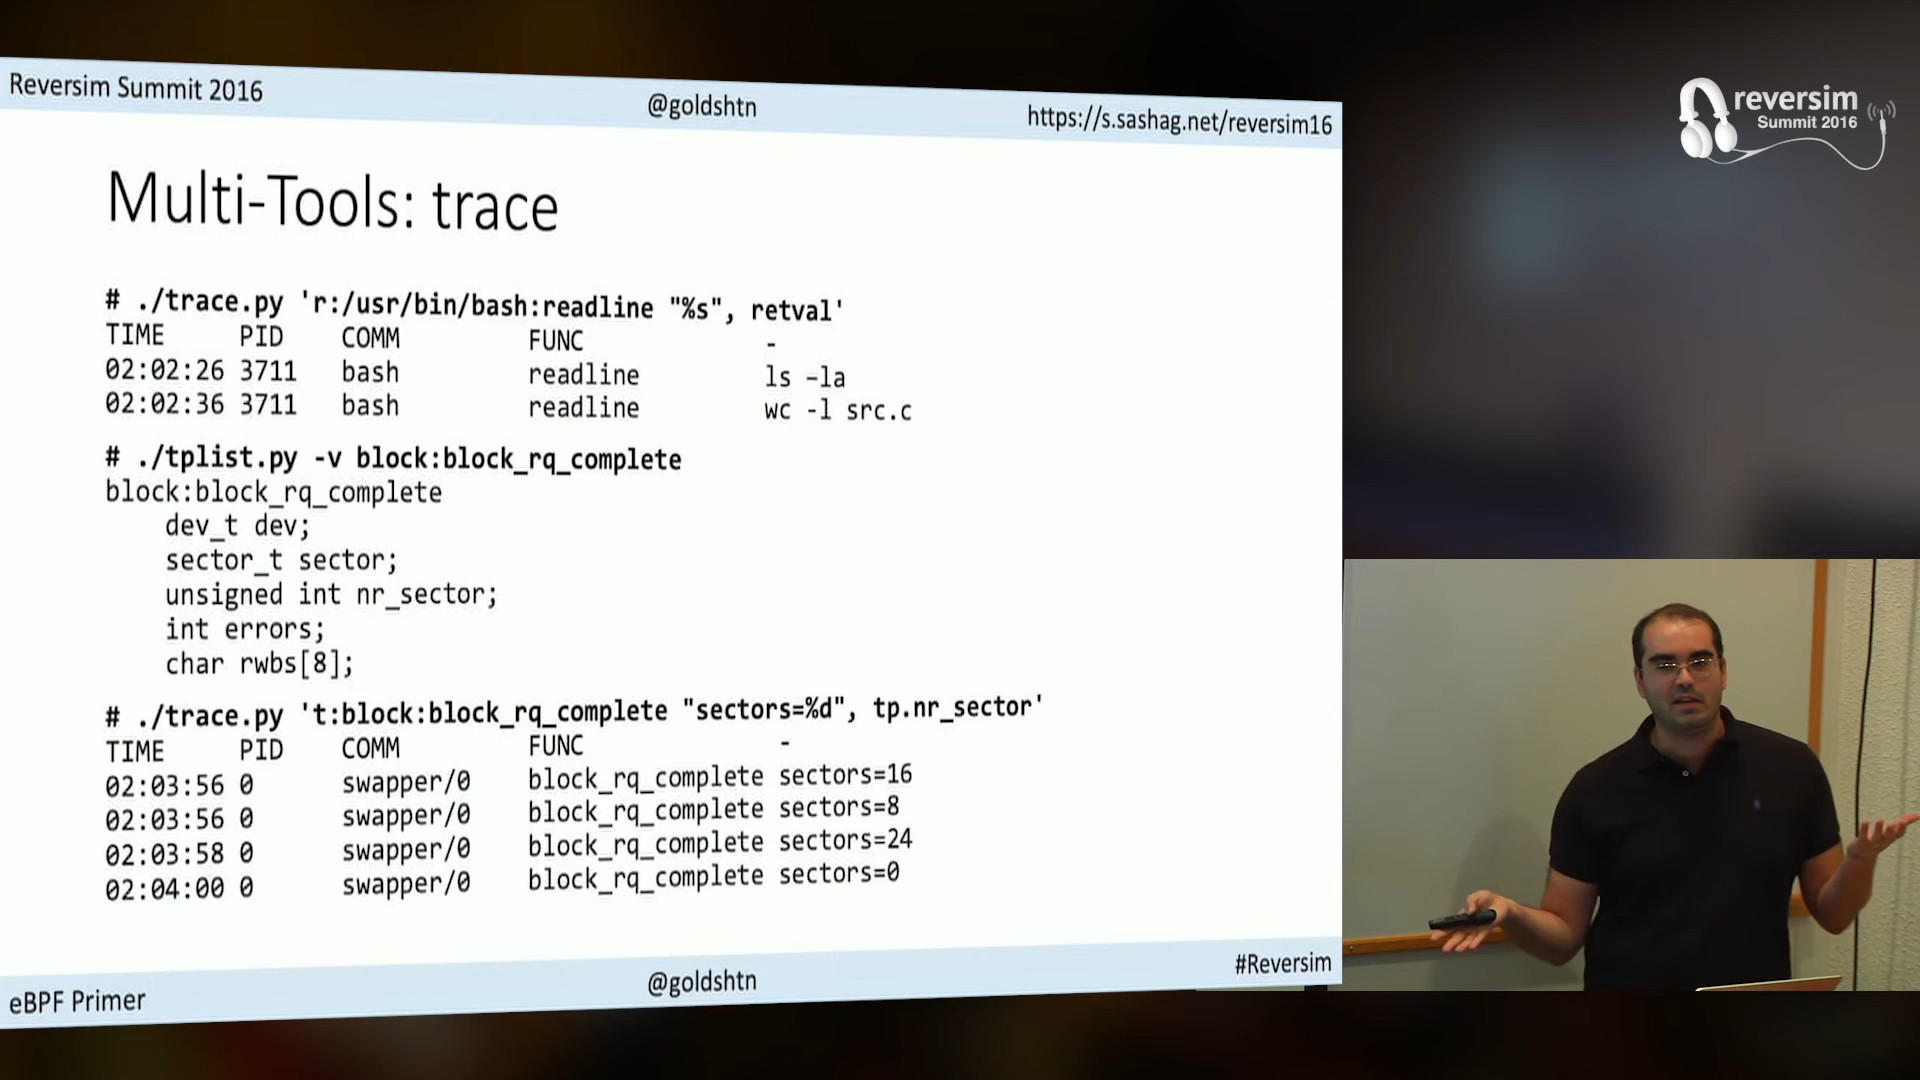 Reversim Summit 2016
@goldshtn
https://s.sashag.net/reversim16
reversim
Summit 2016
Multi-Tools: trace
# ./trace.py 'r:/usr/bin/bash:readline "%s", retval'
TIME PID COMM FUNC -
02:02:26 3711 bash readline ls –la
02:02:36 3711 bash readline wc -l src.c
# ./tplist.py -v block:block_rq_complete
block:block_rq_complete
dev_t dev;
sector_t sector;
unsigned int nr_sector;
int errors;
char rwbs[8];
# ./trace.py 't:block:block_rq_complete "sectors=%d", tp.nr_sector'
TIME PID COMM FUNC -
02:03:56 0 swapper/0 block_rq_complete sectors=16
02:03:56 0 swapper/0 block_rq_complete sectors=8
02:03:58 0 swapper/0 block_rq_complete sectors=24
02:04:00 0 swapper/0 block_rq_complete sectors=0
eBPF Primer
@goldshtn
#Reversim